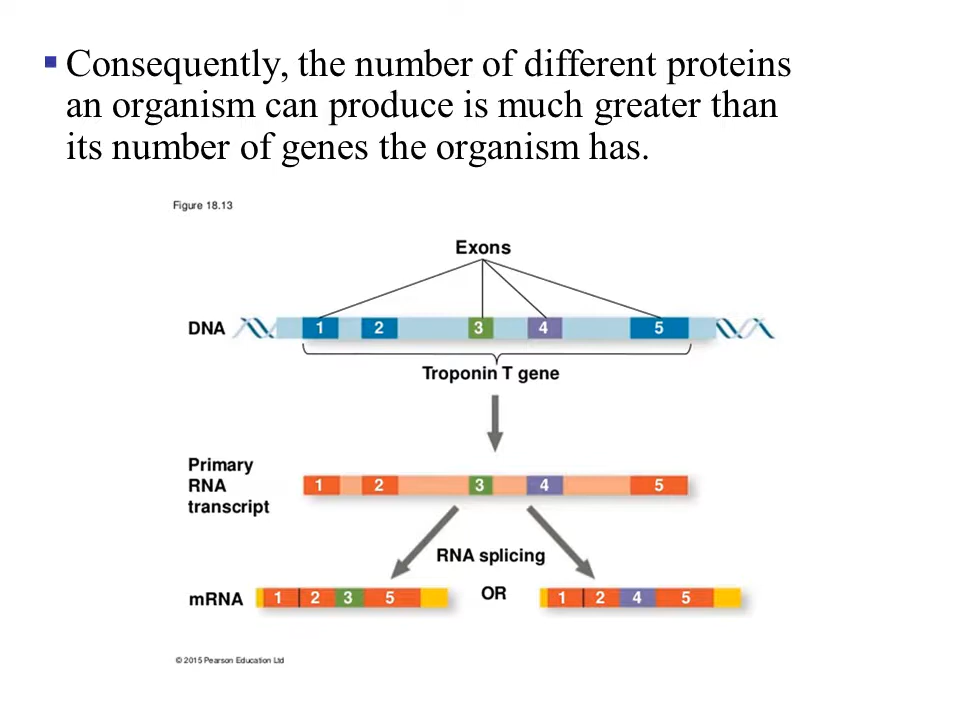 Consequently, the number of different proteins
an organism can produce is much greater than
its number of genes the organism has.
Figure 18.13
Exons
DNA 1 2 3 4 5
Troponin T gene
Primary
RNA
transcript
1 2 3 4 5
RNA splicing
mRNA 1 2 3 5 OR 1 2 4 5
© 2015 Pearson Education Ltd